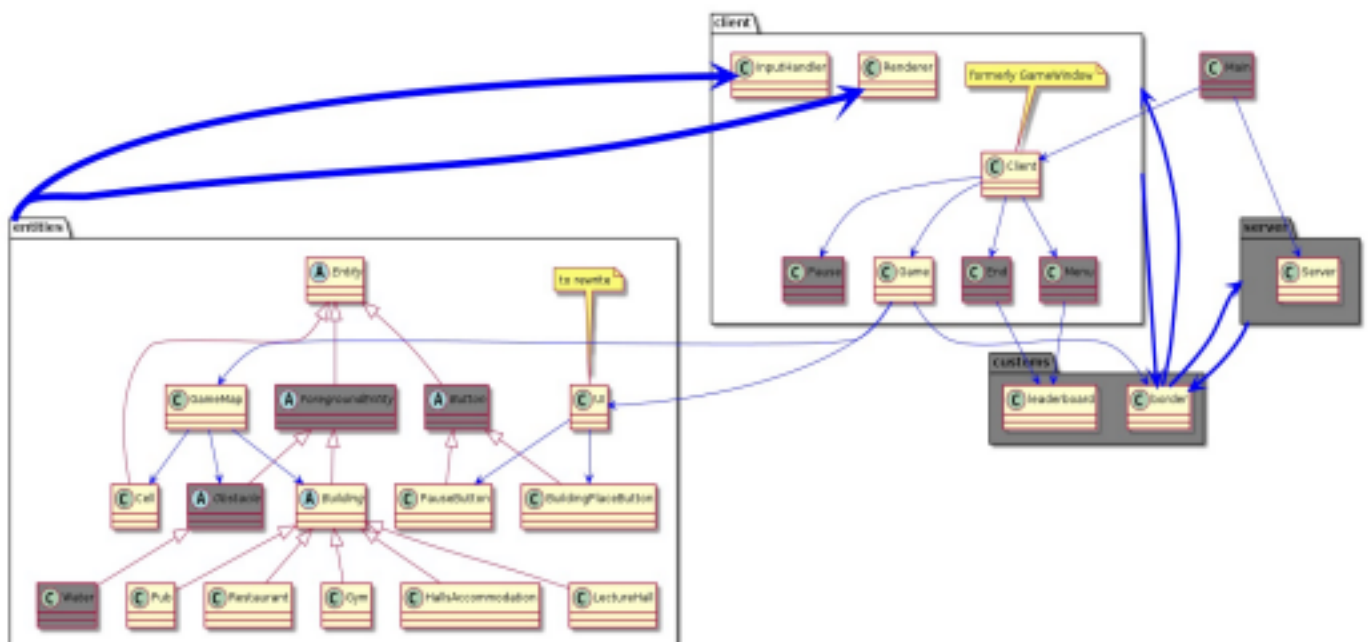 client
C InputHandler
C Renderer
formerly GameWindow
C Main
C Client
entities
server
A Entity
to rewrite
C Pause
C Game
C End
C Menu
C Server
customs
C GameMap
A ForegroundEntity
A Button
C UI
C leaderboard
C border
C Cell
A Obstacle
A Building
C PauseButton
C BuildingPlaceButton
C Water
C Pub
C Restaurant
C Gym
C HallsAccommodation
C LectureHall